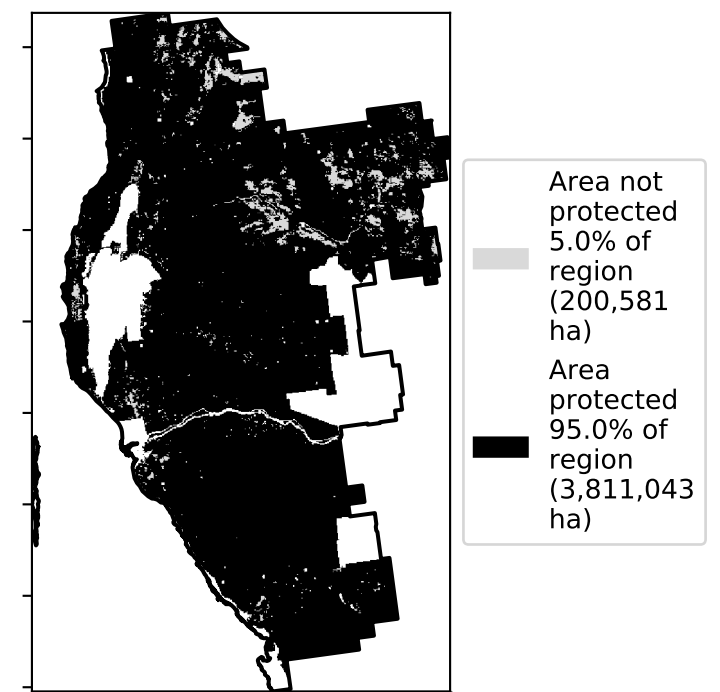 Area not
protected
5.0% of
region
(200,581
ha)
Area
protected
95.0% of
region
(3,811,043
ha)